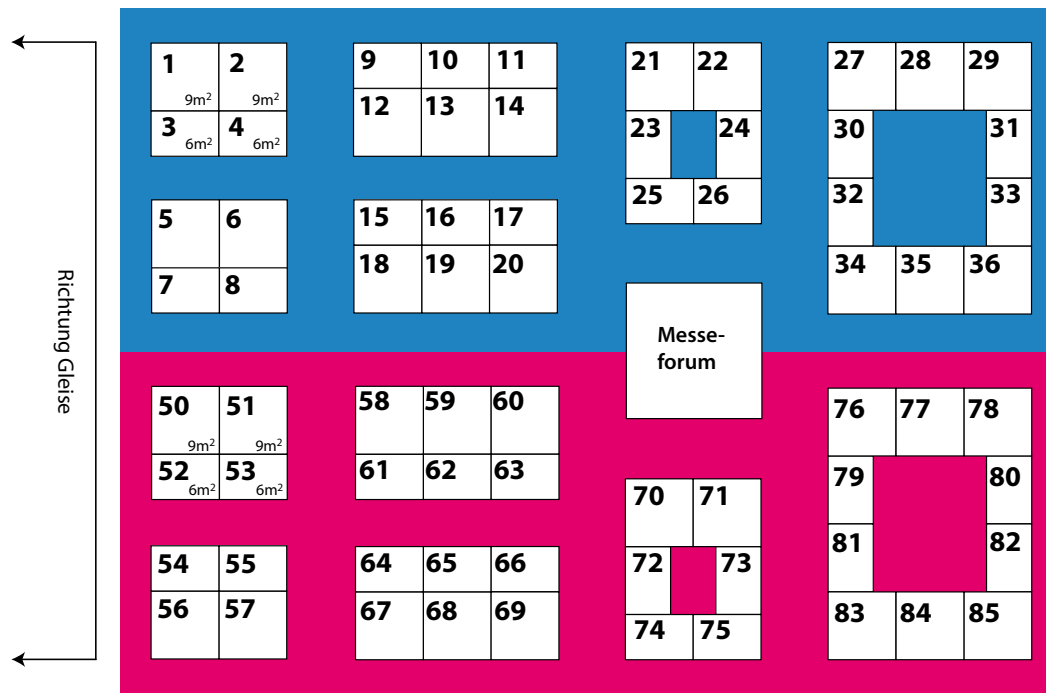 1 2 9 10 11 21 22 27 28 29
9m² 9m²
3 4 12 13 14 23 24 30 31
6m² 6m²
5 6 15 16 17 25 26 32 33
7 8 18 19 20 34 35 36
Richtung Gleise
Messe-
forum
50 51 58 59 60 76 77 78
9m² 9m²
52 53 61 62 63 70 71 79 80
6m² 6m²
54 55 64 65 66 72 73 81 82
56 57 67 68 69 74 75 83 84 85